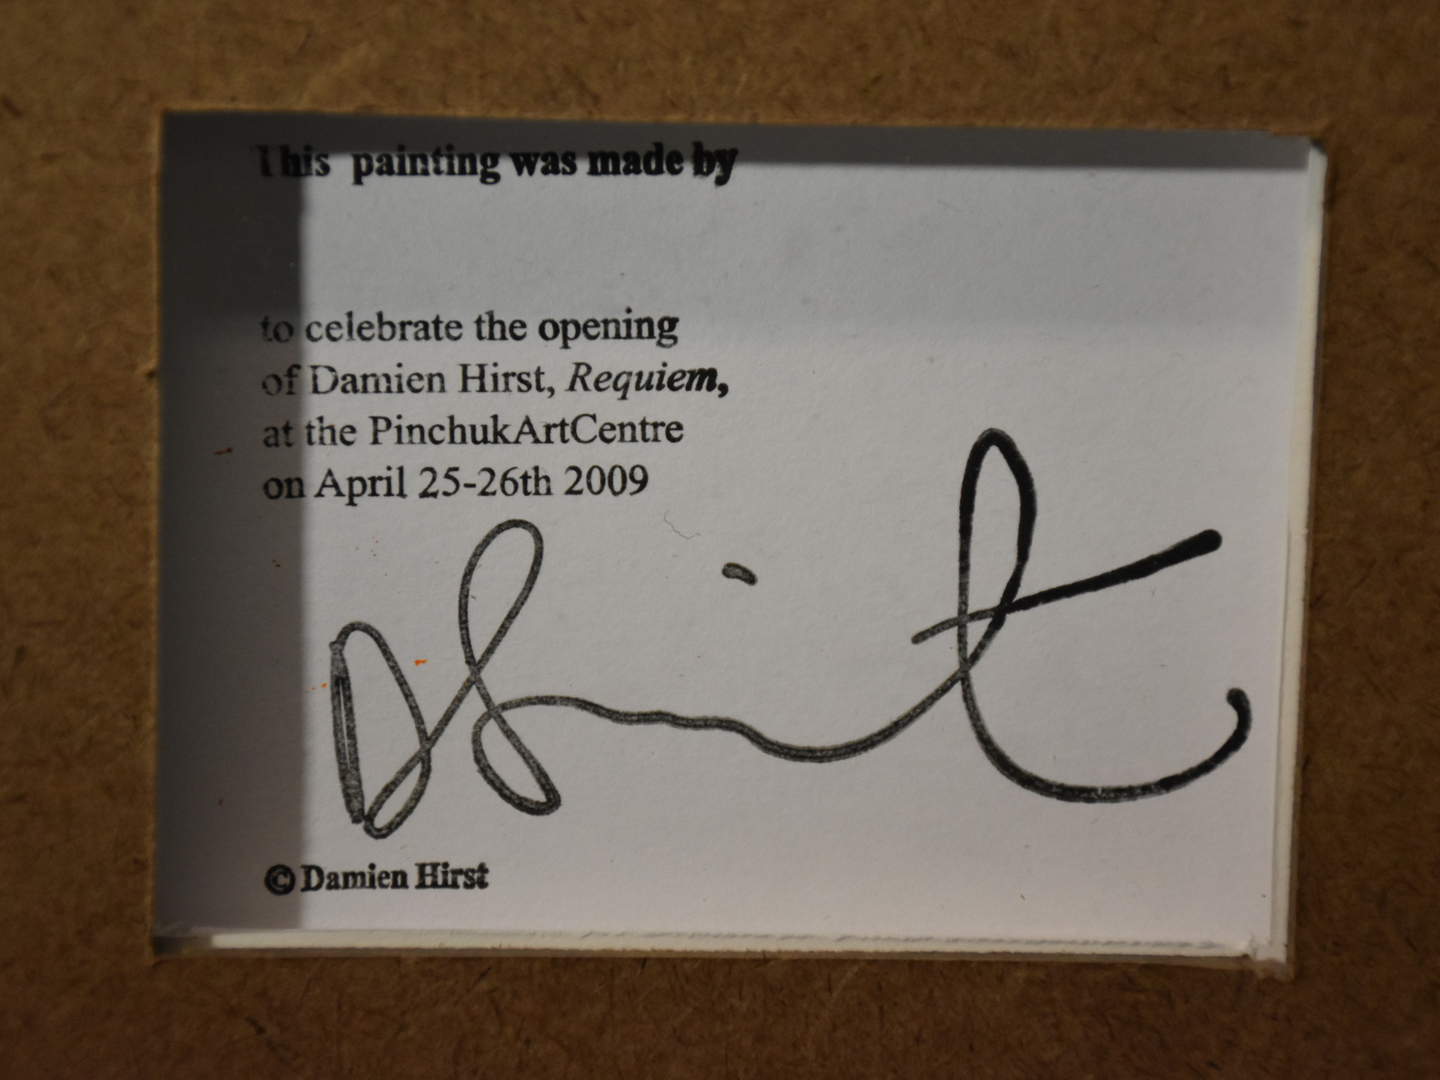 This painting was made by
to celebrate the opening
of Damien Hirst, Requiem,
at the PinchukArtCentre
on April 25-26th 2009
© Damien Hirst